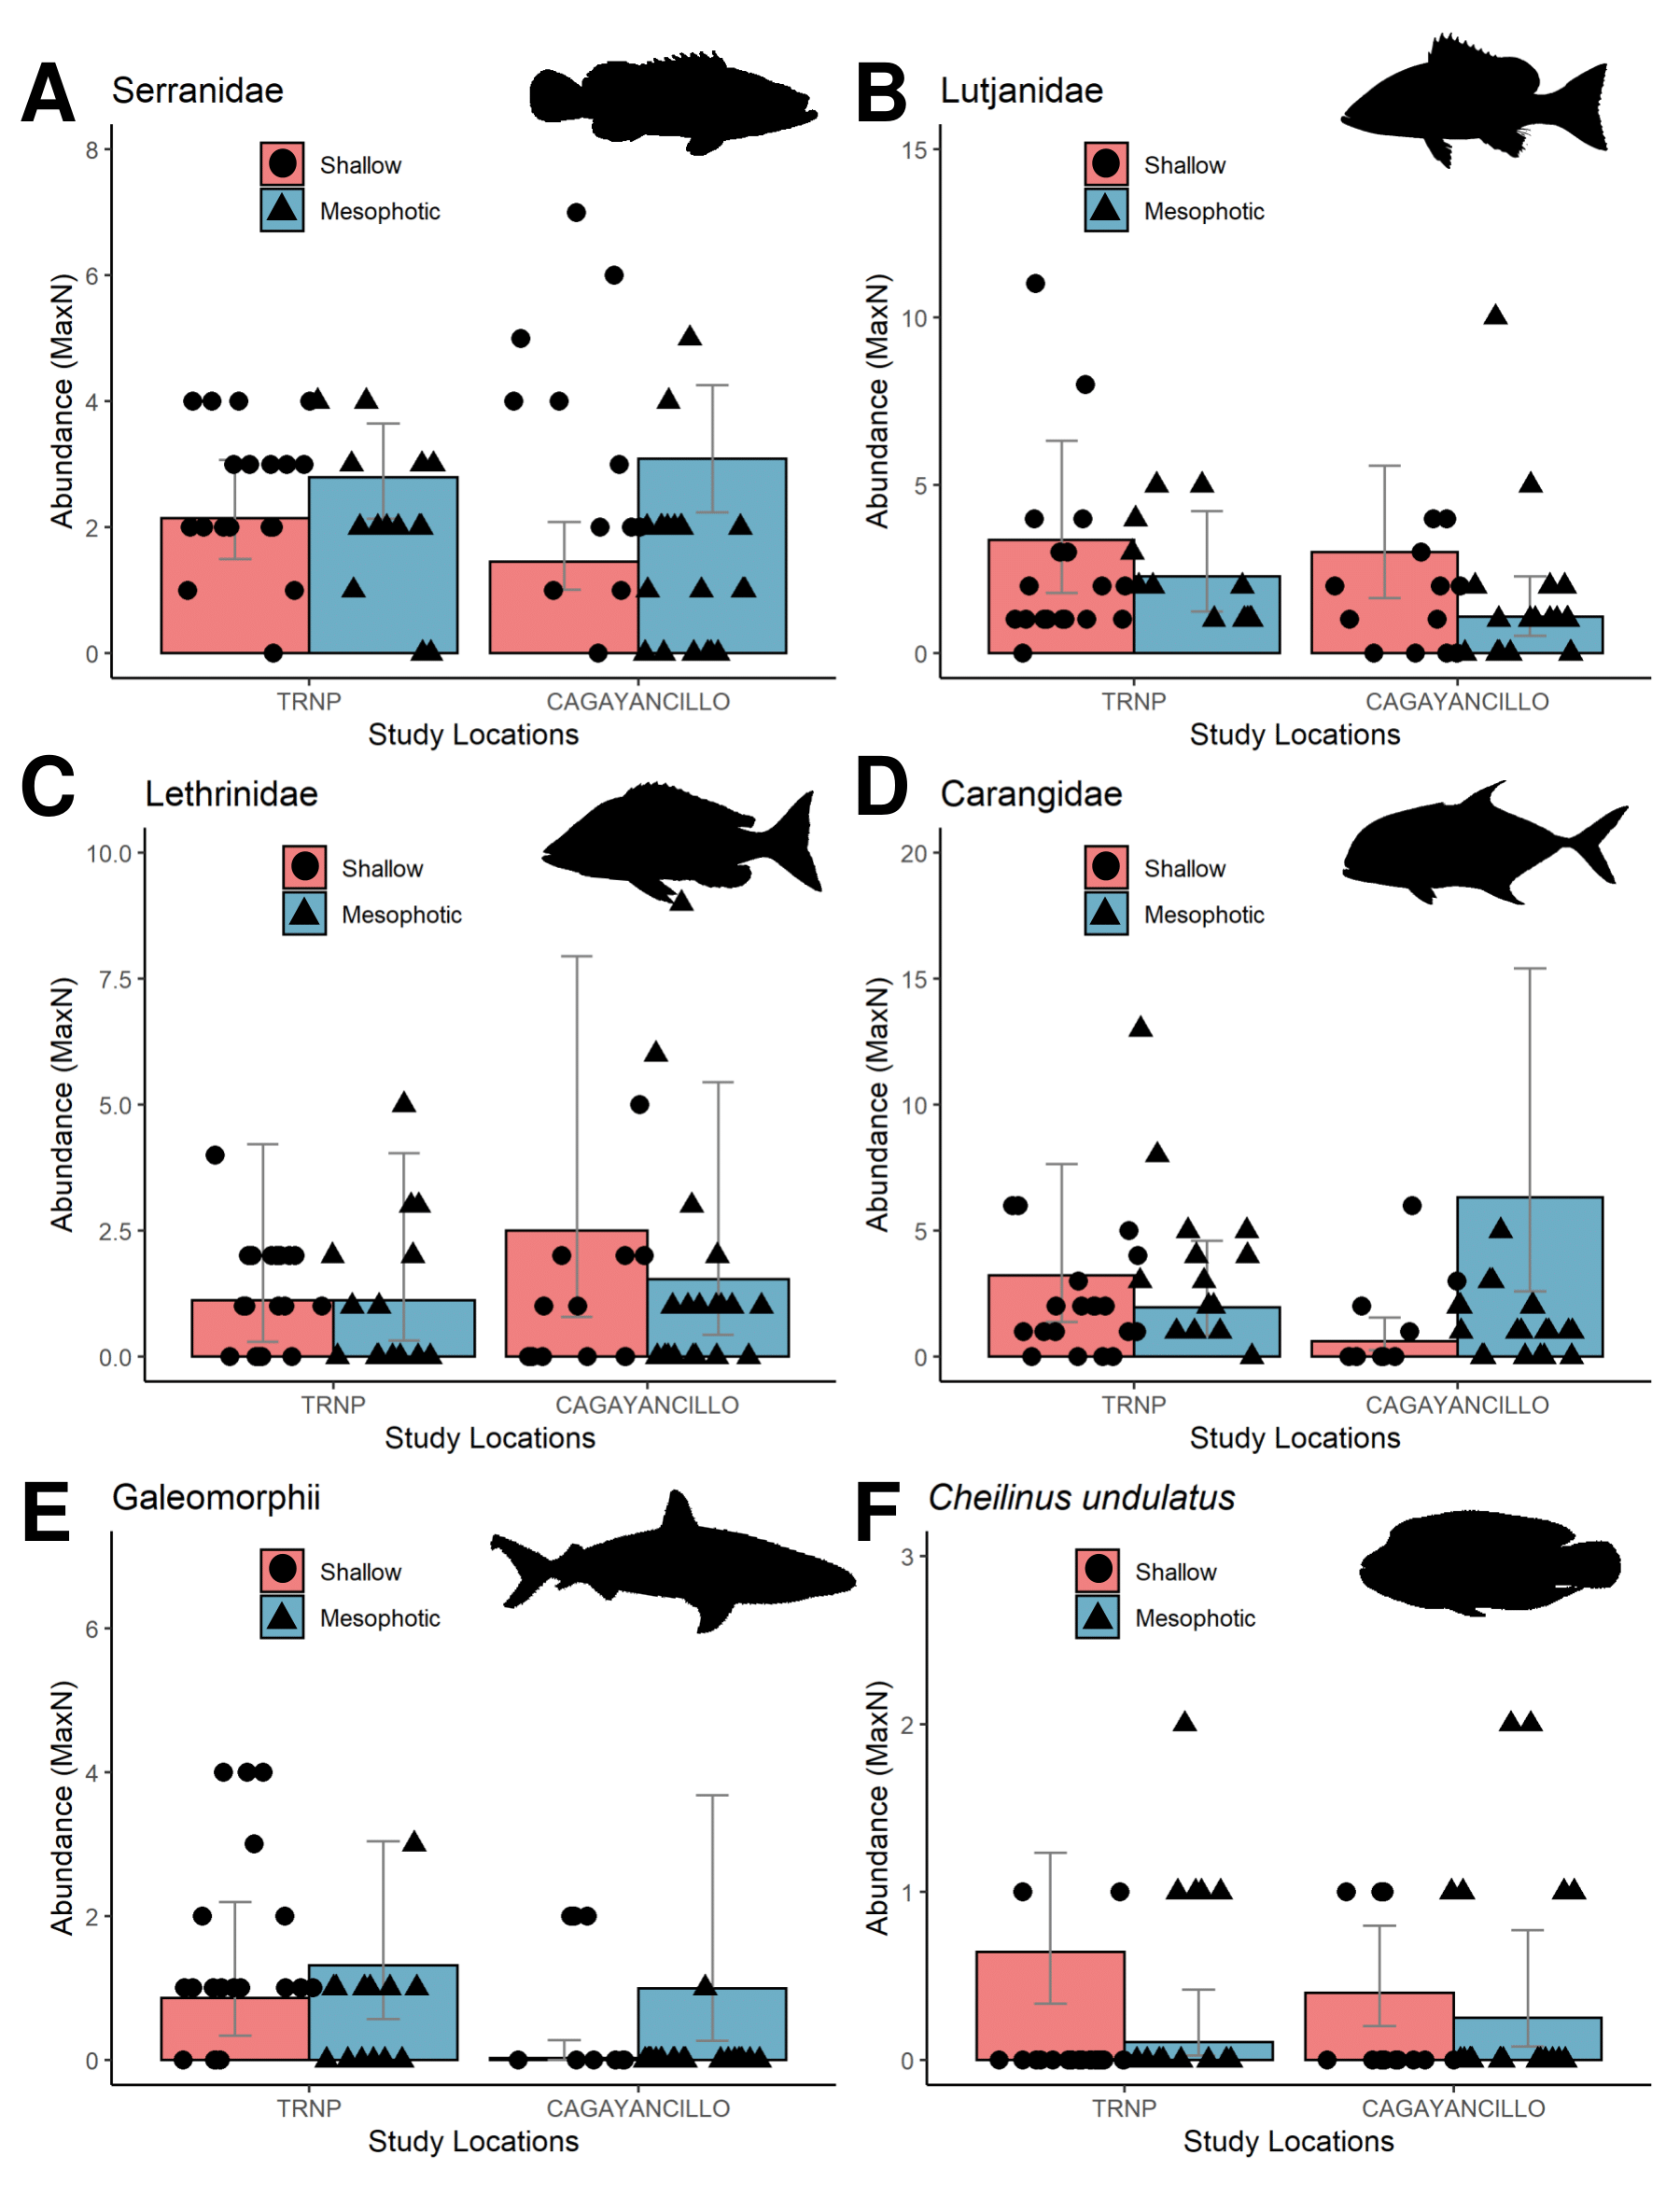 A Serranidae
8
6
4
2
0
Shallow
Mesophotic
Abundance (MaxN)
TRNP CAGAYANCILLO
Study Locations
B Lutjanidae
15
10
5
0
Shallow
Mesophotic
Abundance (MaxN)
TRNP CAGAYANCILLO
Study Locations
C Lethrinidae
10.0
7.5
5.0
2.5
0.0
Shallow
Mesophotic
Abundance (MaxN)
TRNP CAGAYANCILLO
Study Locations
D Carangidae
20
15
10
5
0
Shallow
Mesophotic
Abundance (MaxN)
TRNP CAGAYANCILLO
Study Locations
E Galeomorphii
6
4
2
0
Shallow
Mesophotic
Abundance (MaxN)
TRNP CAGAYANCILLO
Study Locations
F Cheilinus undulatus
3
2
1
0
Shallow
Mesophotic
Abundance (MaxN)
TRNP CAGAYANCILLO
Study Locations